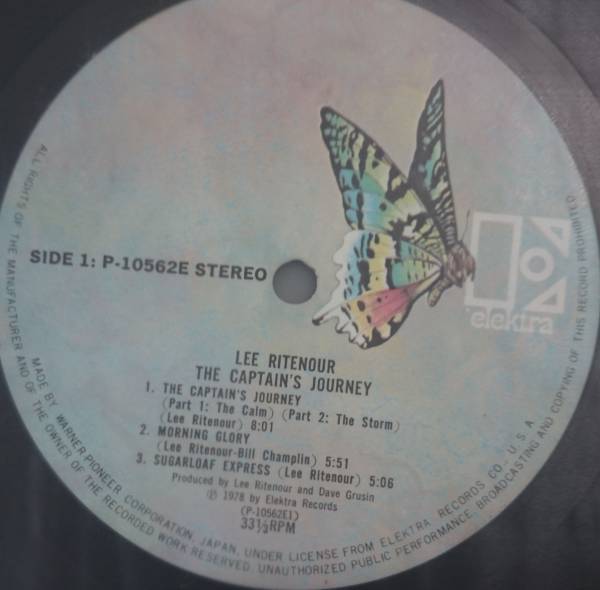 SIDE 1: P-10562E STEREO
elektra
LEE RITENOUR
THE CAPTAIN'S JOURNEY
1. THE CAPTAIN'S JOURNEY
(Part 1: The Calm) (Part 2: The Storm)
(Lee Ritenour) 8:01
2. MORNING GLORY
(Lee Ritenour-Bill Champlin) 5:51
3. SUGARLOAF EXPRESS (Lee Ritenour) 5:06
Produced by Lee Ritenour and Dave Grusin
Ⓟ 1978 by Elektra Records
(P-10562E1)
33⅓RPM
MADE BY WARNER-PIONEER CORPORATION, JAPAN, UNDER LICENSE FROM ELEKTRA RECORDS CO., U.S.A.
ALL RIGHTS OF THE MANUFACTURER AND OF THE OWNER OF THE RECORDED WORK RESERVED. UNAUTHORIZED PUBLIC PERFORMANCE, BROADCASTING AND COPYING OF THIS RECORD PROHIBITED.